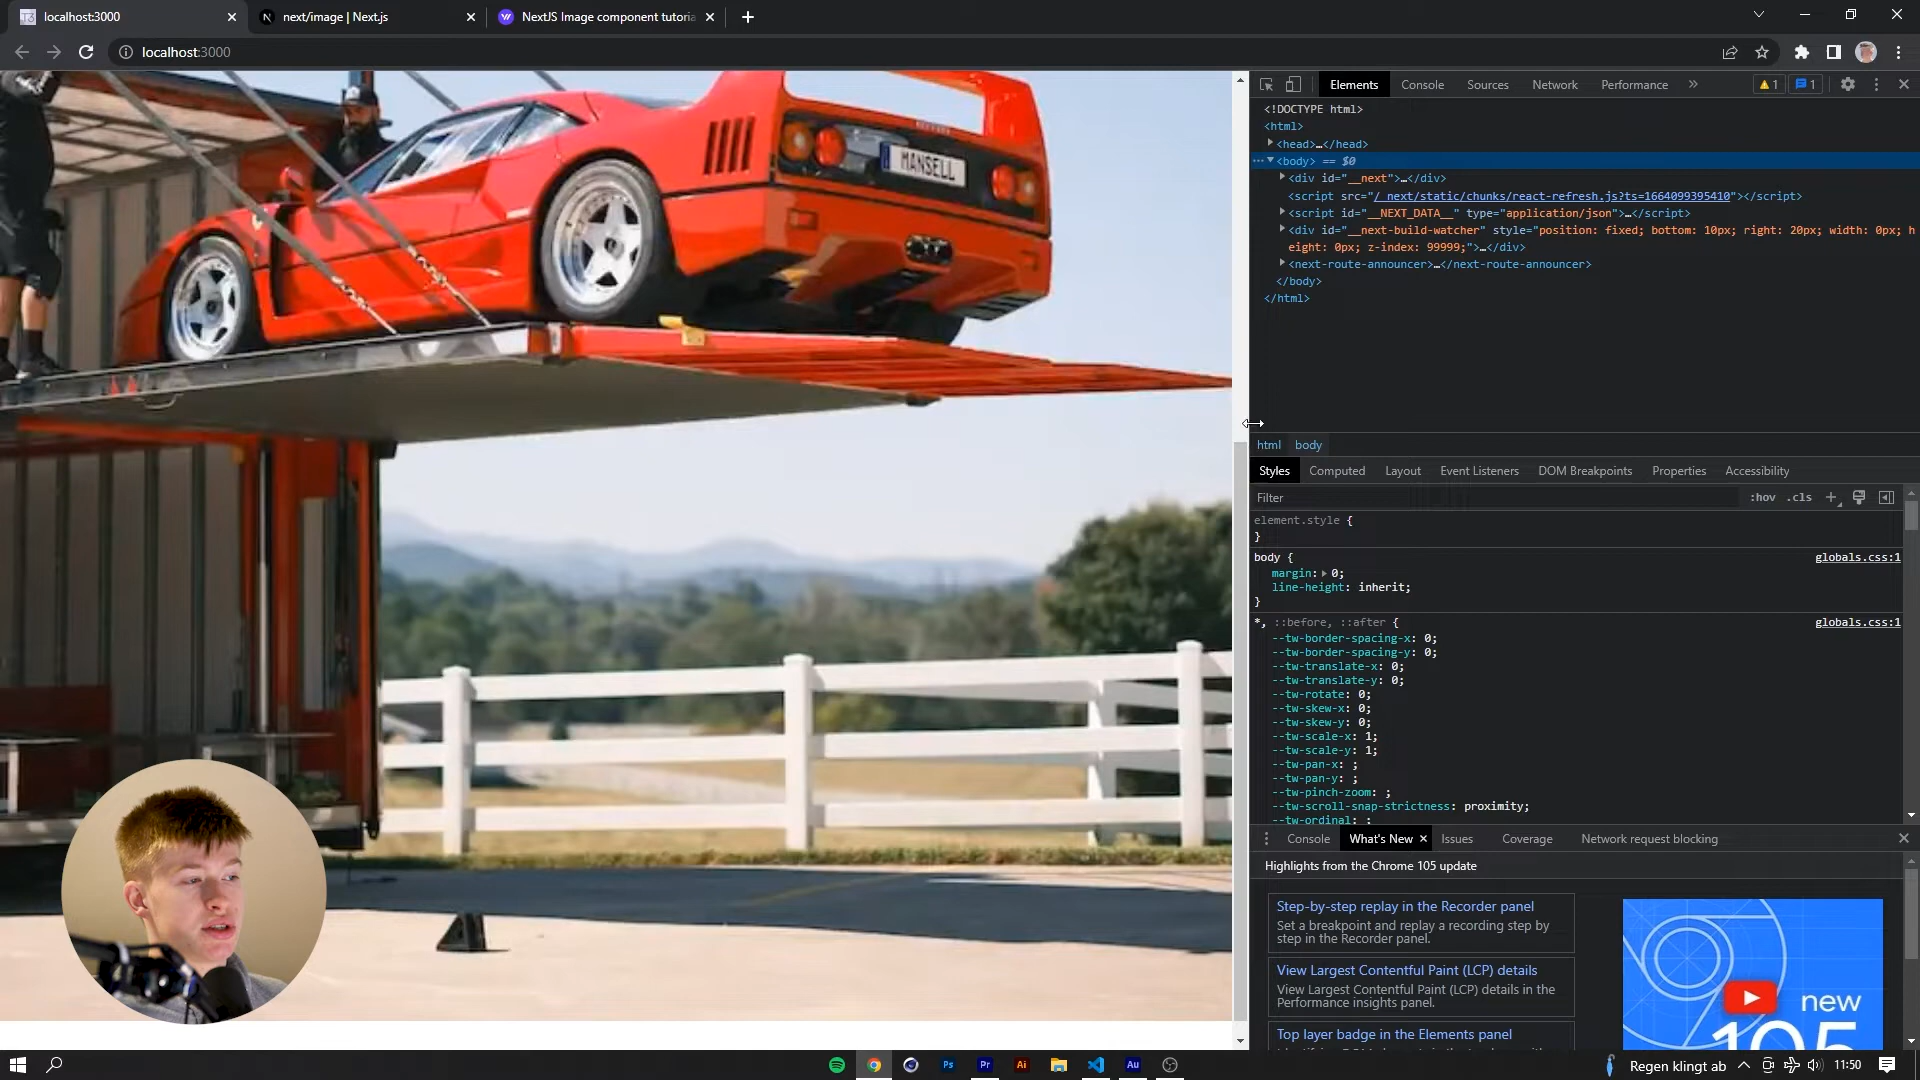 localhost:3000
next/image | Next.js
NextJS Image component tutoria
localhost:3000
MANSELL
Elements
Console
Sources
Network
Performance
1
1
<!DOCTYPE html>
<html>
<head>…</head>
<body> == $0
<div id="__next">…</div>
<script src="/_next/static/chunks/react-refresh.js?ts=1664099395410"></script>
<script id="__NEXT_DATA__" type="application/json">…</script>
<div id="__next-build-watcher" style="position: fixed; bottom: 10px; right: 20px; width: 0px; h
eight: 0px; z-index: 99999;">…</div>
<next-route-announcer>…</next-route-announcer>
</body>
</html>
html body
Styles
Computed
Layout
Event Listeners
DOM Breakpoints
Properties
Accessibility
Filter
:hov .cls
element.style {
}
body {
globals.css:1
margin: 0;
line-height: inherit;
}
*, ::before, ::after {
globals.css:1
--tw-border-spacing-x: 0;
--tw-border-spacing-y: 0;
--tw-translate-x: 0;
--tw-translate-y: 0;
--tw-rotate: 0;
--tw-skew-x: 0;
--tw-skew-y: 0;
--tw-scale-x: 1;
--tw-scale-y: 1;
--tw-pan-x: ;
--tw-pan-y: ;
--tw-pinch-zoom: ;
--tw-scroll-snap-strictness: proximity;
--tw-ordinal: ;
Console
What's New
Issues
Coverage
Network request blocking
Highlights from the Chrome 105 update
Step-by-step replay in the Recorder panel
Set a breakpoint and replay a recording step by
step in the Recorder panel.
View Largest Contentful Paint (LCP) details
View Largest Contentful Paint (LCP) details in the
Performance insights panel.
Top layer badge in the Elements panel
new
105
Ps
Pr
Ai
Au
Regen klingt ab
11:50